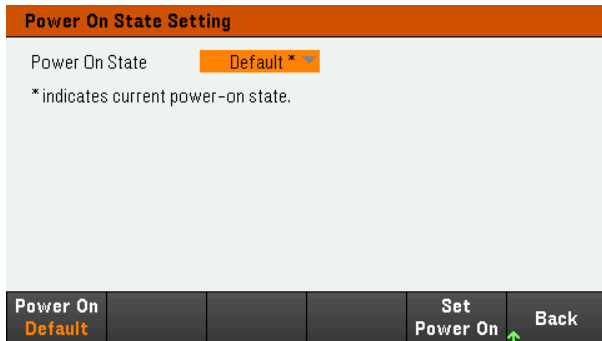 Power On State Setting
Power On State Default *
* indicates current power-on state.
Power On Set
Default Power On Back